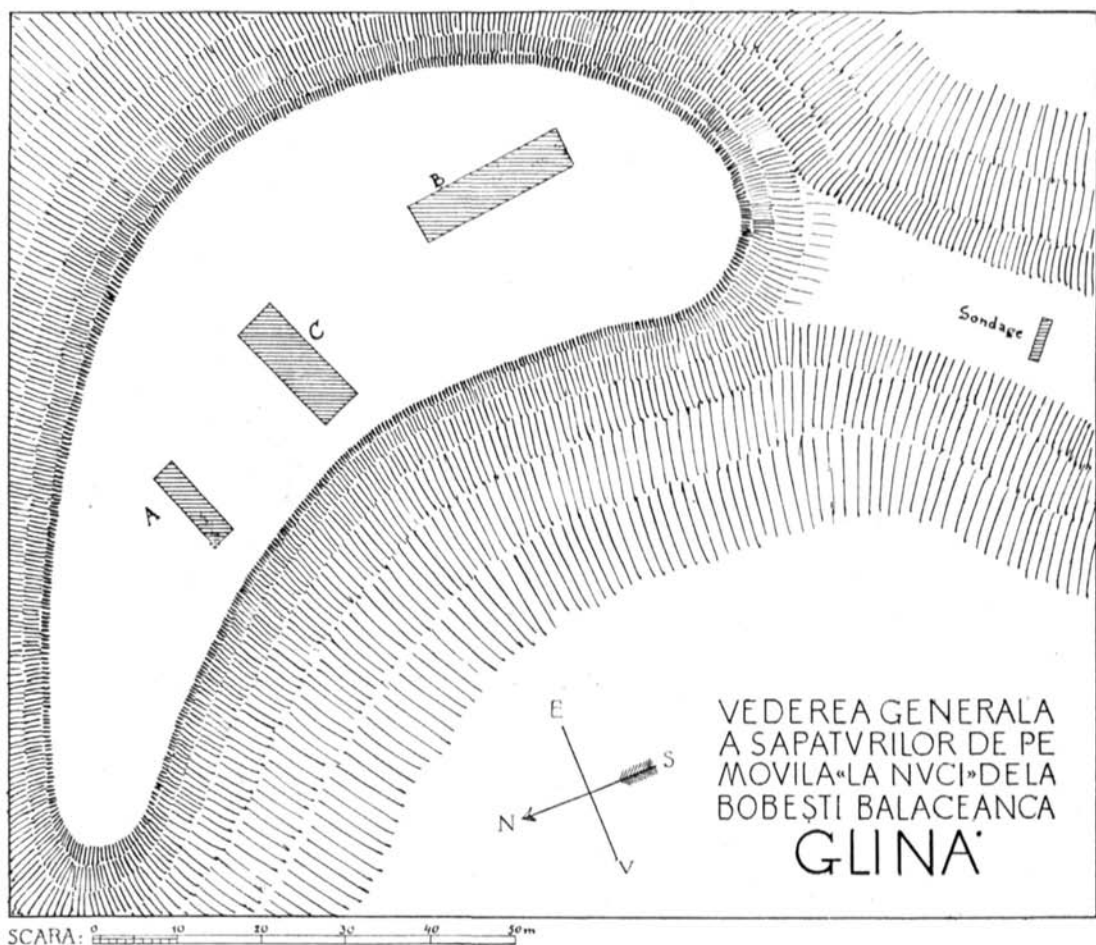 B
C
A
Sondage
E
S
N
V
VEDEREA GENERALA
A SAPATVRILOR DE PE
MOVILA «LA NVCI» DELA
BOBEȘTI BALACEANCA
GLINA
SCARA: 0 10 20 30 40 50m